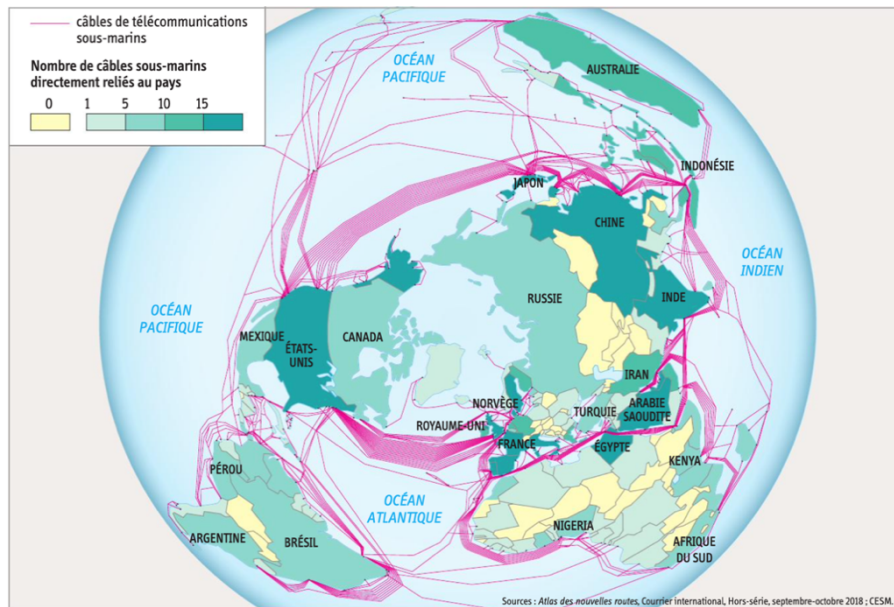 câbles de télécommunications
sous-marins
Nombre de câbles sous-marins
directement reliés au pays
0 1 5 10 15
OCÉAN
PACIFIQUE
AUSTRALIE
INDONÉSIE
JAPON
CHINE
OCÉAN
INDIEN
INDE
RUSSIE
OCÉAN
PACIFIQUE
MEXIQUE
ÉTATS-
UNIS
CANADA
IRAN
NORVÈGE
TURQUIE
ARABIE
SAOUDITE
ROYAUME-UNI
FRANCE
ÉGYPTE
KENYA
PÉROU
OCÉAN
ATLANTIQUE
NIGERIA
ARGENTINE
BRÉSIL
AFRIQUE
DU SUD
Sources : Atlas des nouvelles routes, Courrier international, Hors-série, septembre-octobre 2018 ; CESM.